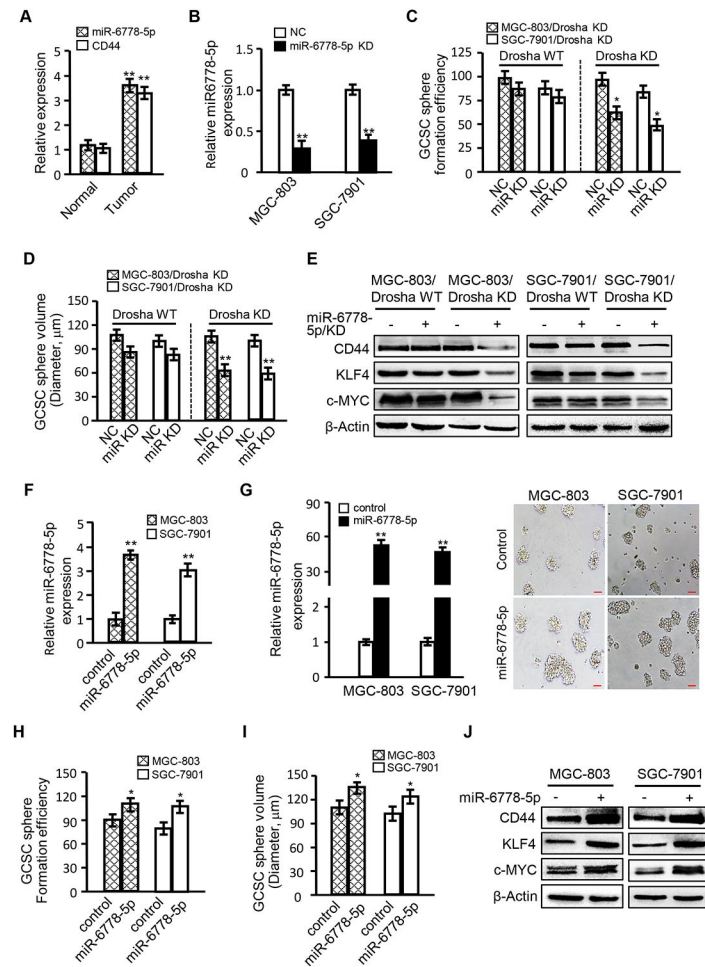 A
miR-6778-5p
CD44
Relative expression
5
4
3
2
1
0
** **
Normal
Tumor
B
NC
miR-6778-5p KD
Relative miR6778-5p
expression
1.5
1
0.5
0
**
**
MGC-803
SGC-7901
C
MGC-803/Drosha KD
SGC-7901/Drosha KD
Drosha WT
Drosha KD
GCSC sphere
formation efficiency
125
100
75
50
25
0
*
*
NC
miR KD
NC
miR KD
NC
miR KD
NC
miR KD
D
MGC-803/Drosha KD
SGC-7901/Drosha KD
Drosha WT
Drosha KD
GCSC sphere volume
(Diameter, μm)
150
120
90
60
30
0
**
**
NC
miR KD
NC
miR KD
NC
miR KD
NC
miR KD
E
MGC-803/ MGC-803/ SGC-7901/ SGC-7901/
Drosha WT Drosha KD Drosha WT Drosha KD
miR-6778-
5p/KD
- + - + - + - +
CD44
KLF4
c-MYC
β-Actin
F
MGC-803
SGC-7901
Relative miR-6778-5p
expression
5
4
3
2
1
0
**
**
control
miR-6778-5p
control
miR-6778-5p
G
control
miR-6778-5p
Relative miR-6778-5p
expression
60
45
30
2
1
0
**
**
MGC-803
SGC-7901
MGC-803
SGC-7901
Control
miR-6778-5p
H
MGC-803
SGC-7901
GCSC sphere
Formation efficiency
150
120
90
60
30
0
*
*
control
miR-6778-5p
control
miR-6778-5p
I
MGC-803
SGC-7901
GCSC sphere volume
(Diameter, μm)
150
120
90
60
30
0
*
*
control
miR-6778-5p
control
miR-6778-5p
J
MGC-803
SGC-7901
miR-6778-5p
- + - +
CD44
KLF4
c-MYC
β-Actin